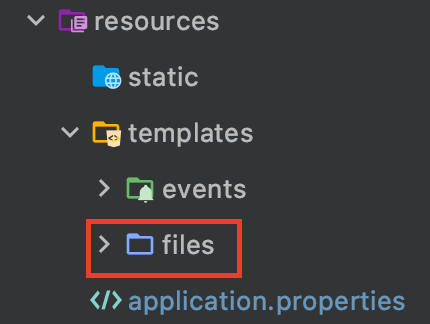 resources
static
templates
events
files
application.properties